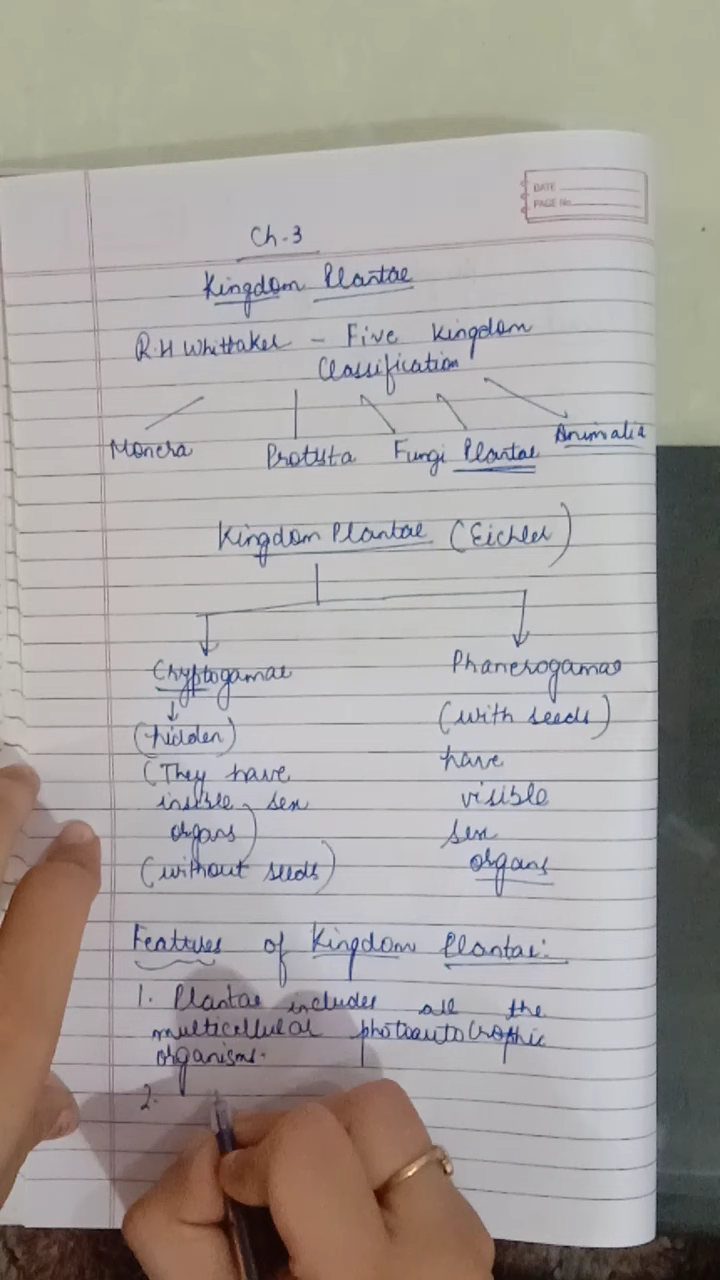 DATE
PAGE No.
Ch.3
Kingdom Plantae
R.H Whittaker – Five Kingdom
Classification
Monera Protista Fungi Plantae Animalia
Kingdom Plantae (Eichler)
Cryptogamae
(hidden)
(They have
insible sex
organs)
(without seeds)
Phanerogamae
(with seeds)
have
visible
sex
organs
Features of Kingdom Plantae:
1. Plantae includes all the
multicellular photoautotrophic
organisms.
2.